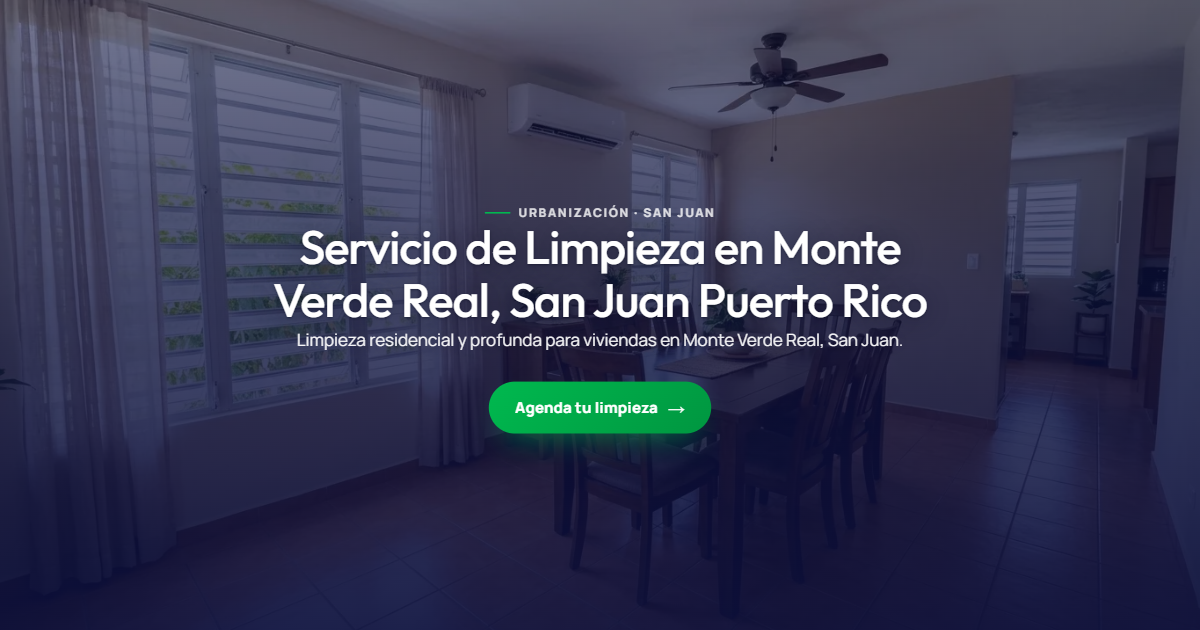 URBANIZACIÓN · SAN JUAN
Servicio de Limpieza en Monte
Verde Real, San Juan Puerto Rico
Limpieza residencial y profunda para viviendas en Monte Verde Real, San Juan.
Agenda tu limpieza →